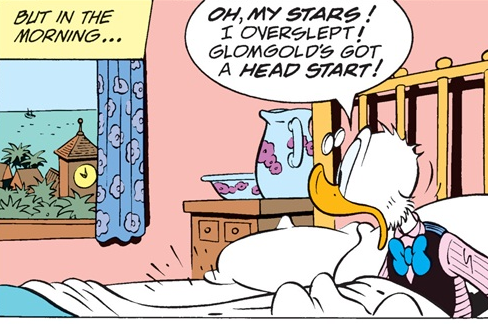 BUT IN THE
MORNING...
OH, MY STARS!
I OVERSLEPT!
GLOMGOLD'S GOT
A HEAD START!